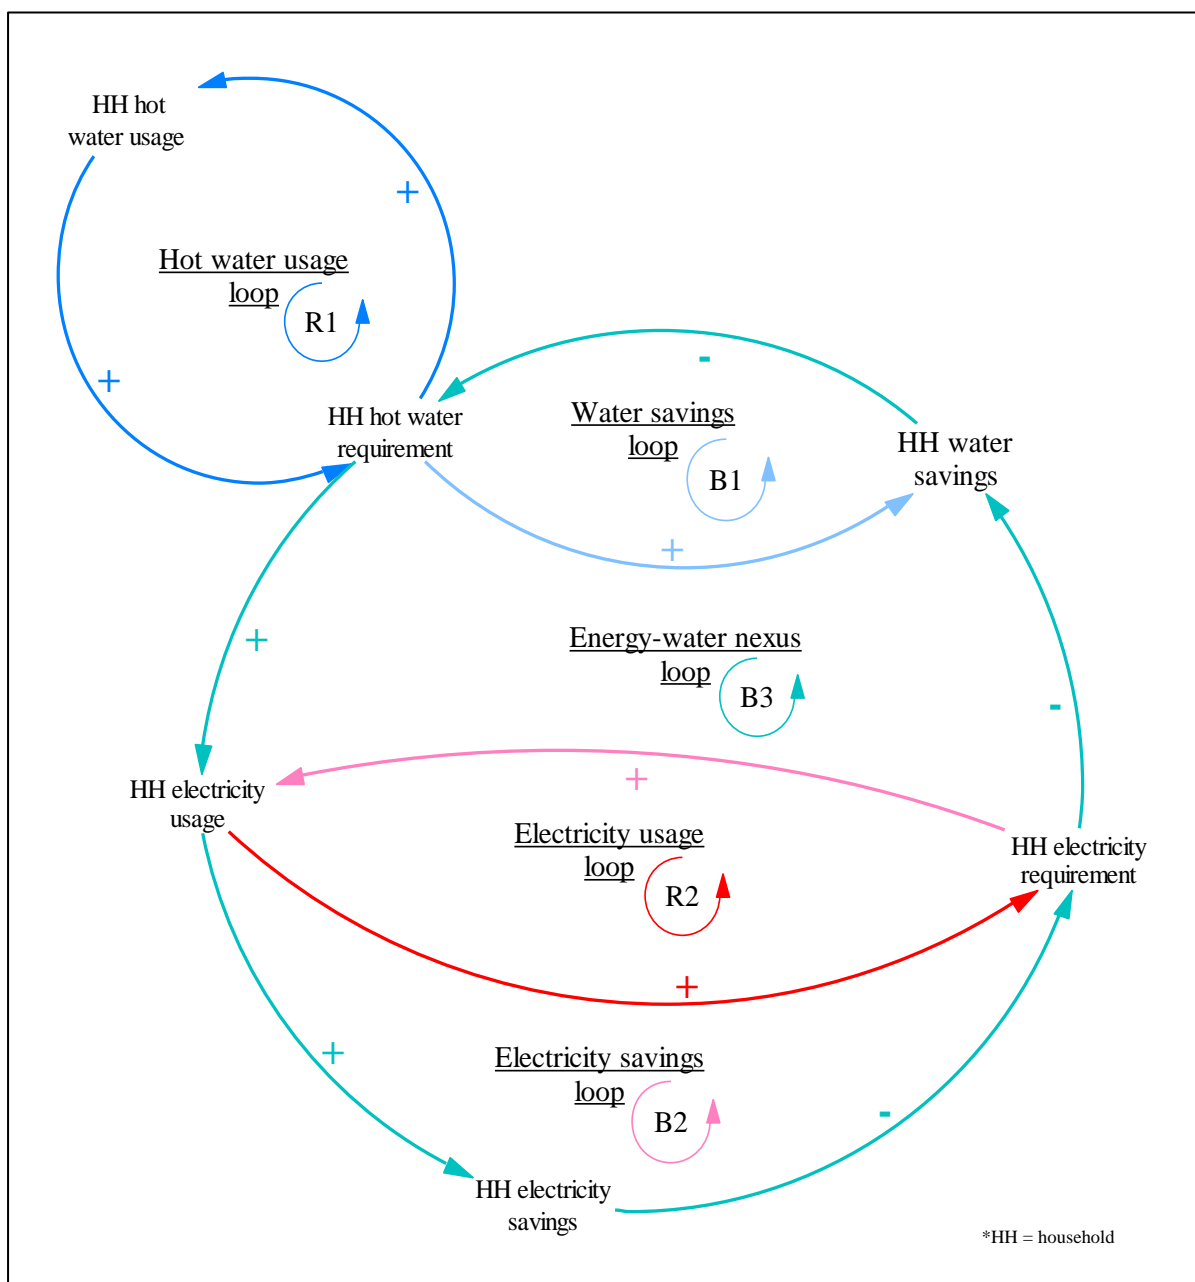 HH hot
water usage
+
+
Hot water usage
loop
R1
+
-
HH hot water
requirement
Water savings
loop
B1
HH water
savings
+
+
Energy-water nexus
loop
B3
-
HH electricity
usage
+
Electricity usage
loop
R2
HH electricity
requirement
+
+
Electricity savings
loop
B2
-
HH electricity
savings
*HH = household